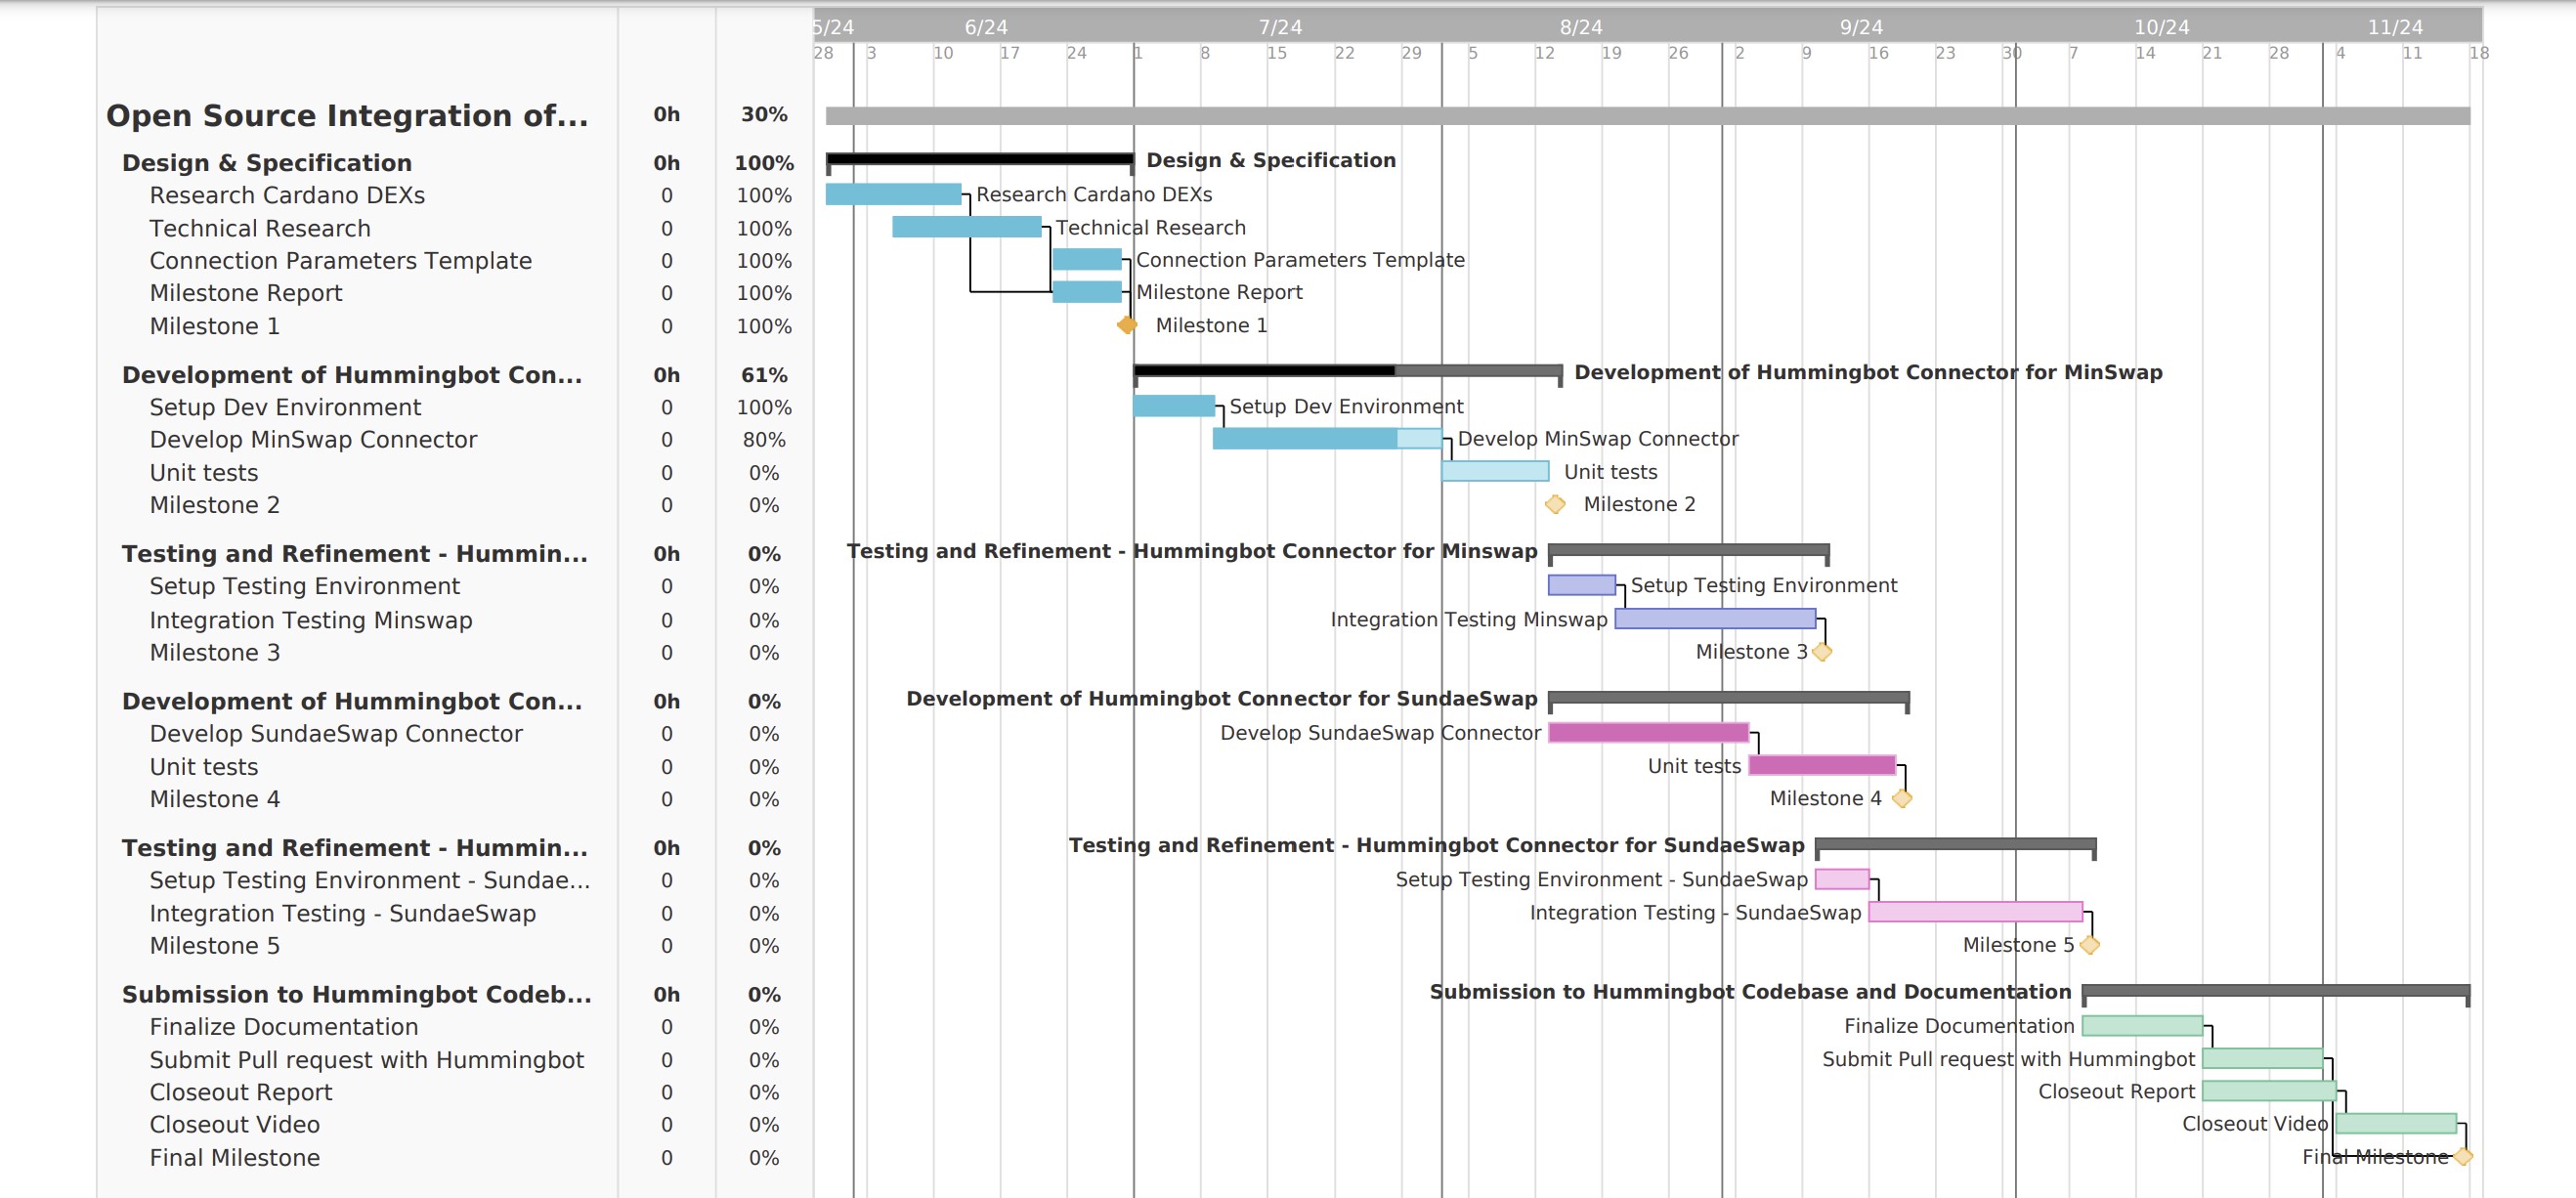 5/24 6/24 7/24 8/24 9/24 10/24 11/24
28 3 10 17 24 1 8 15 22 29 5 12 19 26 2 9 16 23 30 7 14 21 28 4 11 18
Open Source Integration of... 0h 30%
Design & Specification 0h 100% Design & Specification
Research Cardano DEXs 0 100% Research Cardano DEXs
Technical Research 0 100% Technical Research
Connection Parameters Template 0 100% Connection Parameters Template
Milestone Report 0 100% Milestone Report
Milestone 1 0 100% Milestone 1
Development of Hummingbot Con... 0h 61% Development of Hummingbot Connector for MinSwap
Setup Dev Environment 0 100% Setup Dev Environment
Develop MinSwap Connector 0 80% Develop MinSwap Connector
Unit tests 0 0% Unit tests
Milestone 2 0 0% Milestone 2
Testing and Refinement - Hummin... 0h 0% Testing and Refinement - Hummingbot Connector for Minswap
Setup Testing Environment 0 0% Setup Testing Environment
Integration Testing Minswap 0 0% Integration Testing Minswap
Milestone 3 0 0% Milestone 3
Development of Hummingbot Con... 0h 0% Development of Hummingbot Connector for SundaeSwap
Develop SundaeSwap Connector 0 0% Develop SundaeSwap Connector
Unit tests 0 0% Unit tests
Milestone 4 0 0% Milestone 4
Testing and Refinement - Hummin... 0h 0% Testing and Refinement - Hummingbot Connector for SundaeSwap
Setup Testing Environment - Sundae... 0 0% Setup Testing Environment - SundaeSwap
Integration Testing - SundaeSwap 0 0% Integration Testing - SundaeSwap
Milestone 5 0 0% Milestone 5
Submission to Hummingbot Codeb... 0h 0% Submission to Hummingbot Codebase and Documentation
Finalize Documentation 0 0% Finalize Documentation
Submit Pull request with Hummingbot 0 0% Submit Pull request with Hummingbot
Closeout Report 0 0% Closeout Report
Closeout Video 0 0% Closeout Video
Final Milestone 0 0% Final Milestone